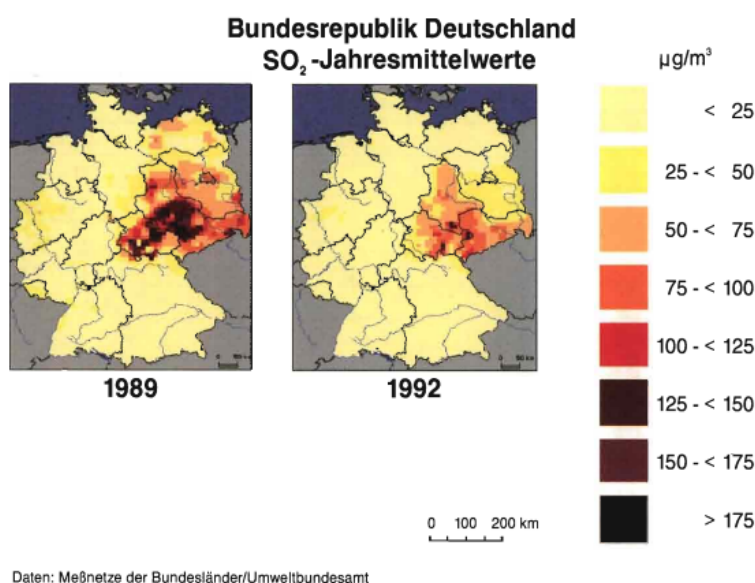 Bundesrepublik Deutschland
SO₂-Jahresmittelwerte
µg/m³
< 25
25 - < 50
50 - < 75
75 - < 100
100 - < 125
125 - < 150
150 - < 175
> 175
1989
1992
0 100 200 km
Daten: Meßnetze der Bundesländer/Umweltbundesamt